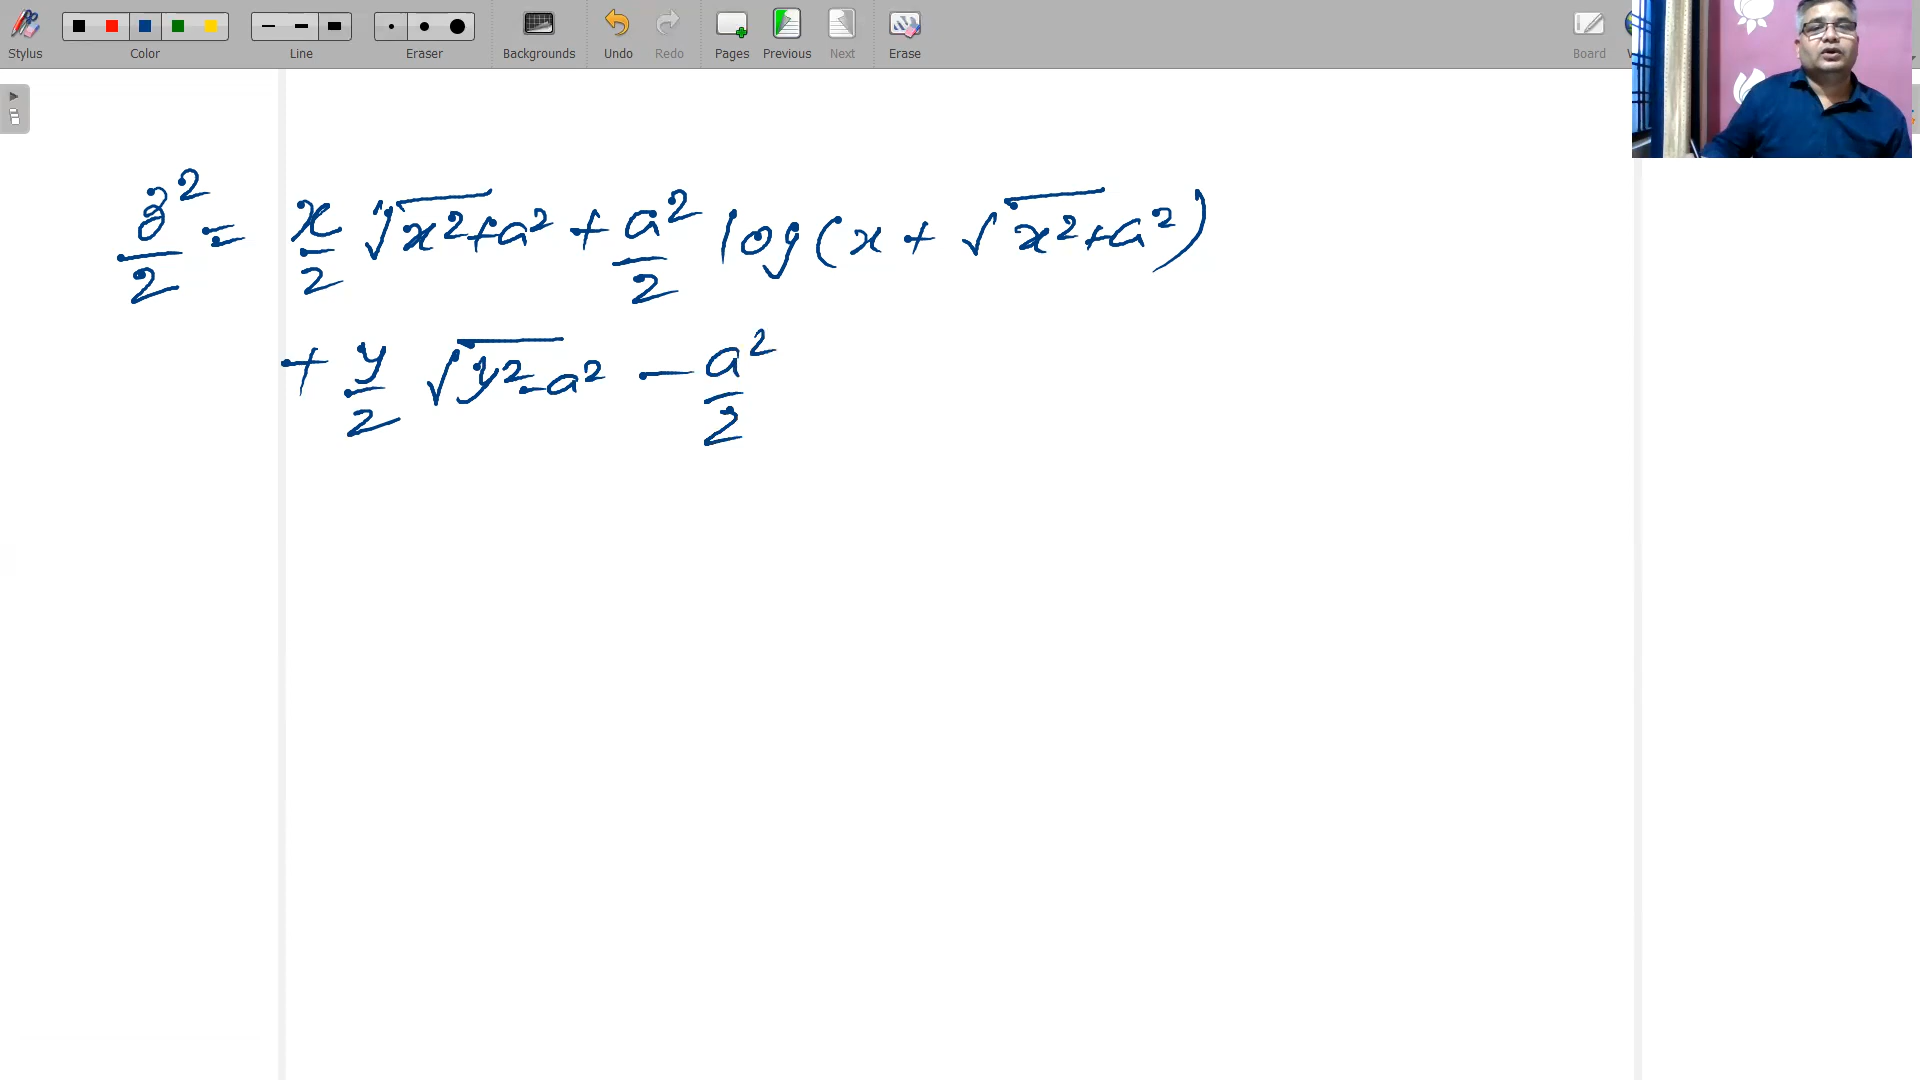 Stylus Color Line Eraser Backgrounds Undo Redo Pages Previous Next Erase Board
z²/2 = x/2 √x²+a² + a²/2 log(x + √x²+a²)
+ y/2 √y²-a² - a²/2